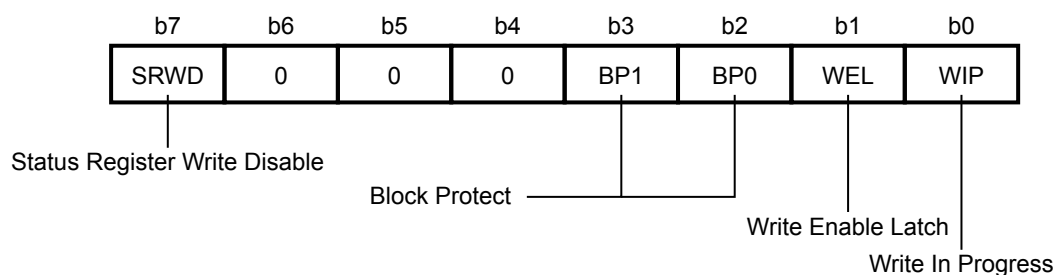 b7 b6 b5 b4 b3 b2 b1 b0
SRWD 0 0 0 BP1 BP0 WEL WIP
Status Register Write Disable
Block Protect
Write Enable Latch
Write In Progress